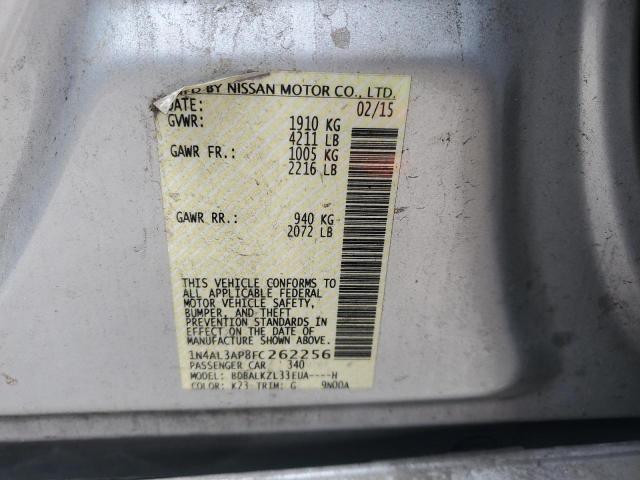 MFD BY NISSAN MOTOR CO., LTD.
DATE: 02/15
GVWR: 1910 KG
4211 LB
GAWR FR.: 1005 KG
2216 LB
GAWR RR.: 940 KG
2072 LB
THIS VEHICLE CONFORMS TO
ALL APPLICABLE FEDERAL
MOTOR VEHICLE SAFETY,
BUMPER, AND THEFT
PREVENTION STANDARDS IN
EFFECT ON THE DATE OF
MANUFACTURE SHOWN ABOVE.
1N4AL3AP8FC262256
PASSENGER CAR 340
MODEL: BDBALKZL33EUA----H
COLOR: K23 TRIM: G 9N00A